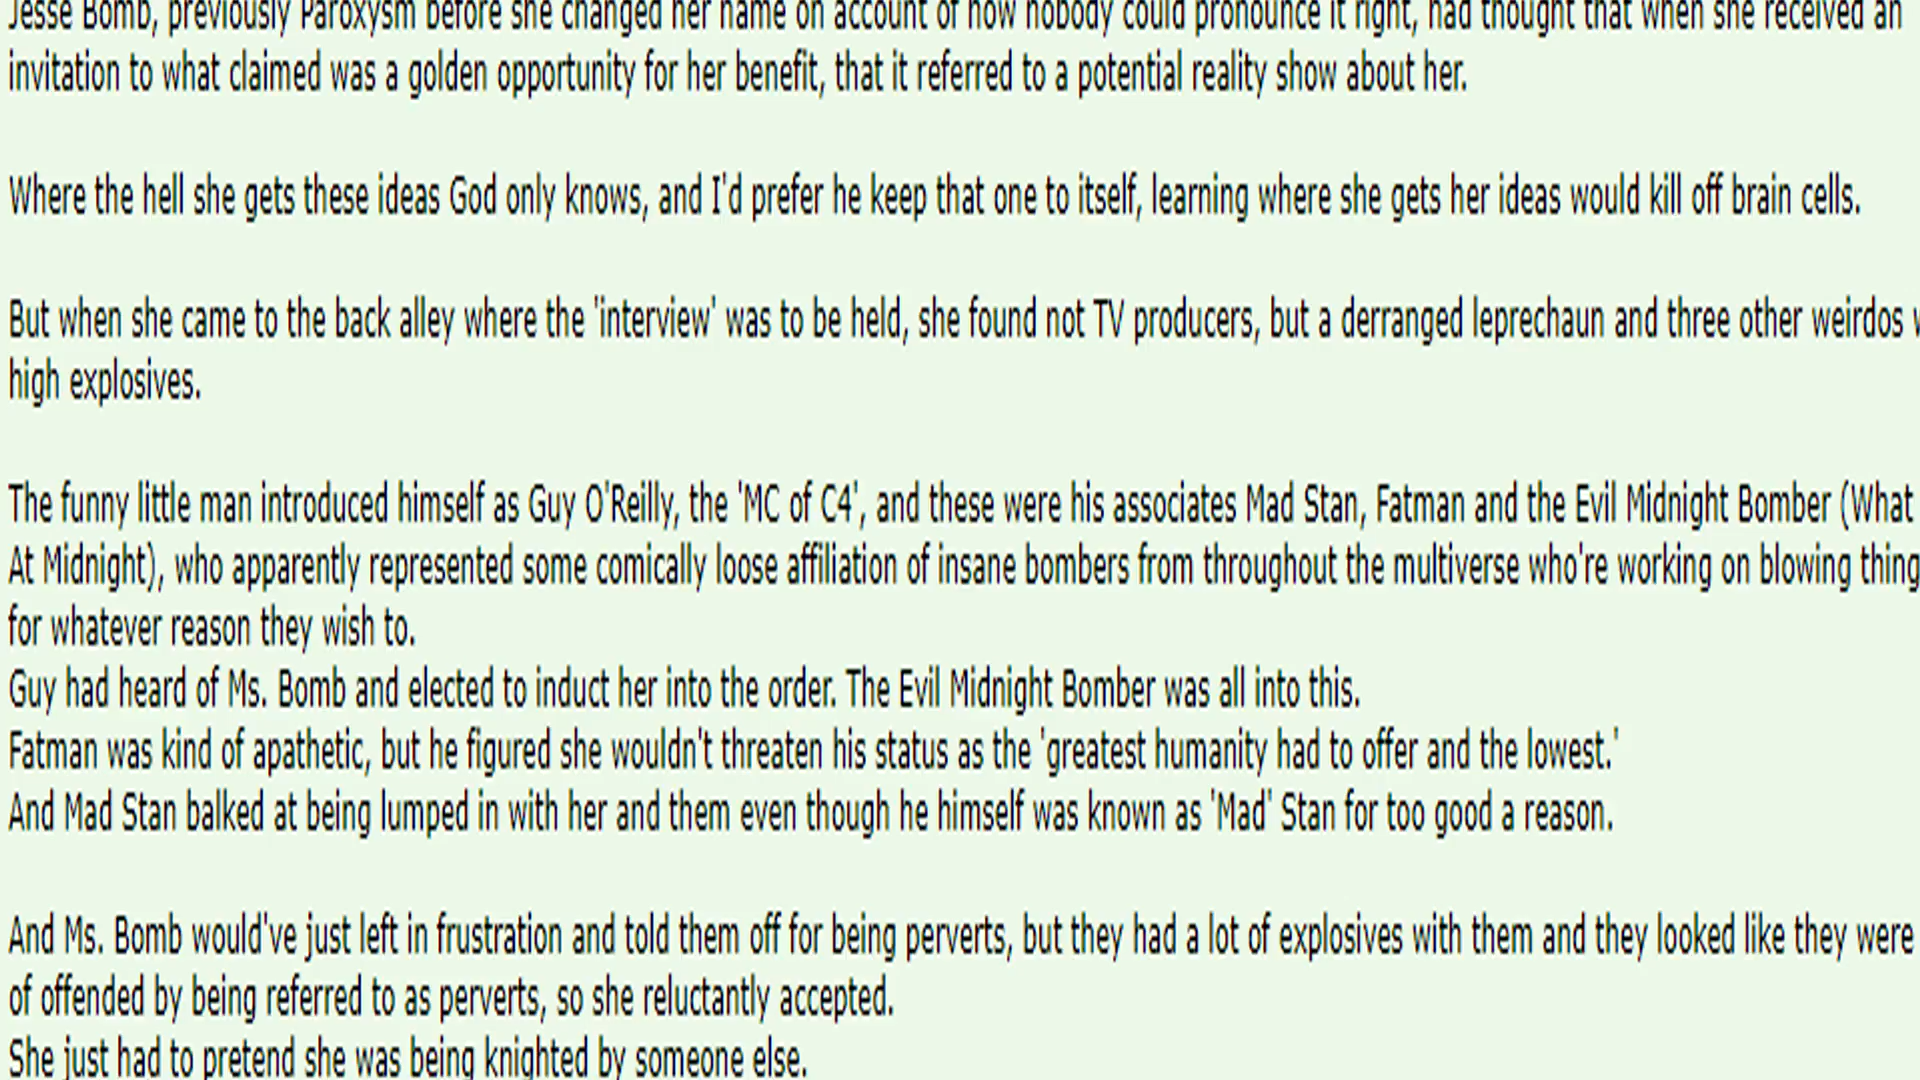 Jesse Bomb, previously Paroxysm before she changed her name on account of how nobody could pronounce it right, had thought that when she received an
invitation to what claimed was a golden opportunity for her benefit, that it referred to a potential reality show about her.
Where the hell she gets these ideas God only knows, and I'd prefer he keep that one to itself, learning where she gets her ideas would kill off brain cells.
But when she came to the back alley where the 'interview' was to be held, she found not TV producers, but a derranged leprechaun and three other weirdos
high explosives.
The funny little man introduced himself as Guy O'Reilly, the 'MC of C4', and these were his associates Mad Stan, Fatman and the Evil Midnight Bomber (What
At Midnight), who apparently represented some comically loose affiliation of insane bombers from throughout the multiverse who're working on blowing thing
for whatever reason they wish to.
Guy had heard of Ms. Bomb and elected to induct her into the order. The Evil Midnight Bomber was all into this.
Fatman was kind of apathetic, but he figured she wouldn't threaten his status as the 'greatest humanity had to offer and the lowest.'
And Mad Stan balked at being lumped in with her and them even though he himself was known as 'Mad' Stan for too good a reason.
And Ms. Bomb would've just left in frustration and told them off for being perverts, but they had a lot of explosives with them and they looked like they were
of offended by being referred to as perverts, so she reluctantly accepted.
She just had to pretend she was being knighted by someone else.